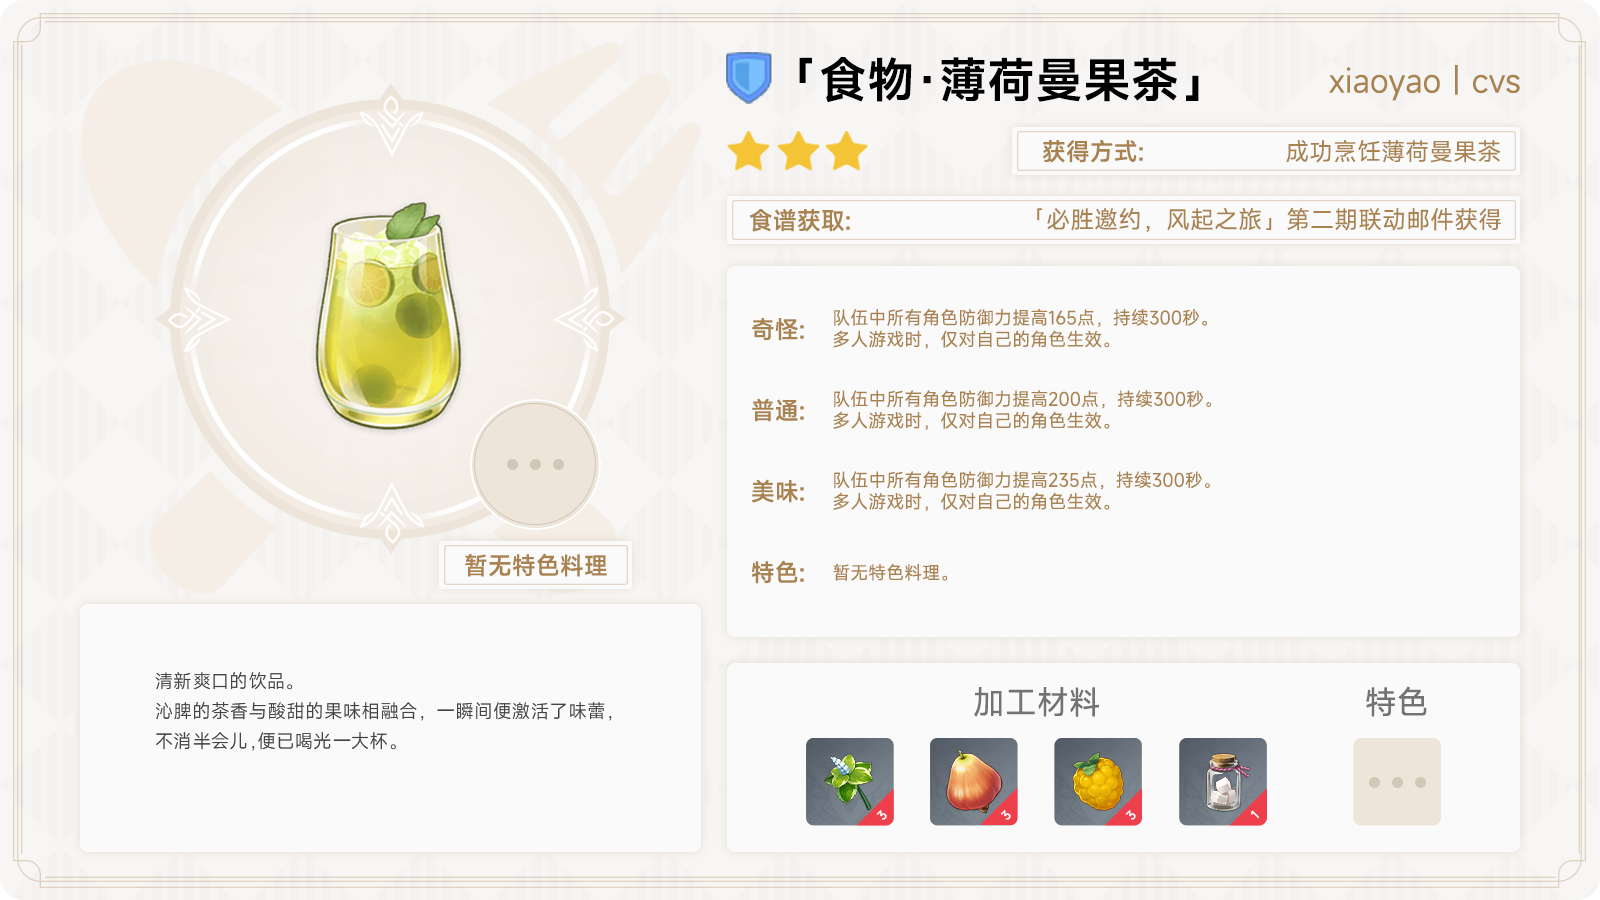 「食物·薄荷曼果茶」
xiaoyao | cvs
获得方式: 成功烹饪薄荷曼果茶
食谱获取: 「必胜邀约，风起之旅」第二期联动邮件获得
奇怪: 队伍中所有角色防御力提高165点，持续300秒。
多人游戏时，仅对自己的角色生效。
普通: 队伍中所有角色防御力提高200点，持续300秒。
多人游戏时，仅对自己的角色生效。
美味: 队伍中所有角色防御力提高235点，持续300秒。
多人游戏时，仅对自己的角色生效。
特色: 暂无特色料理。
暂无特色料理
清新爽口的饮品。
沁脾的茶香与酸甜的果味相融合，一瞬间便激活了味蕾，
不消半会儿,便已喝光一大杯。
加工材料 特色
3 3 3 1